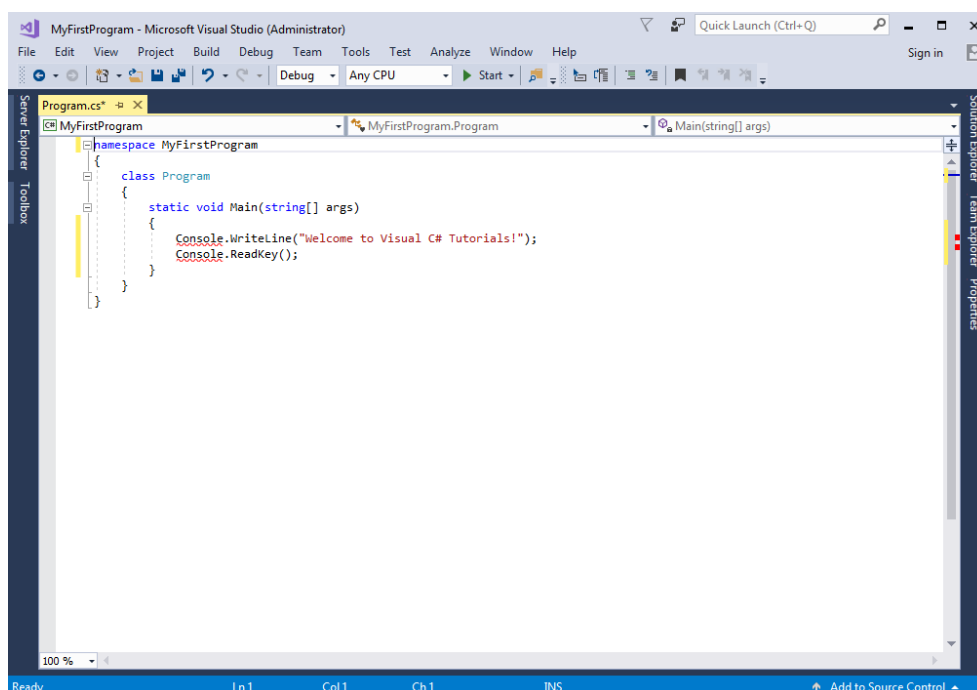 MyFirstProgram - Microsoft Visual Studio (Administrator)
Quick Launch (Ctrl+Q)
File Edit View Project Build Debug Team Tools Test Analyze Window Help
Sign in
Debug Any CPU Start
Server Explorer
Toolbox
Program.cs*
C# MyFirstProgram MyFirstProgram.Program Main(string[] args)
namespace MyFirstProgram
{
class Program
{
static void Main(string[] args)
{
Console.WriteLine("Welcome to Visual C# Tutorials!");
Console.ReadKey();
}
}
}
Solution Explorer
Team Explorer
Properties
100 %
Ready Ln 1 Col 1 Ch 1 INS Add to Source Control